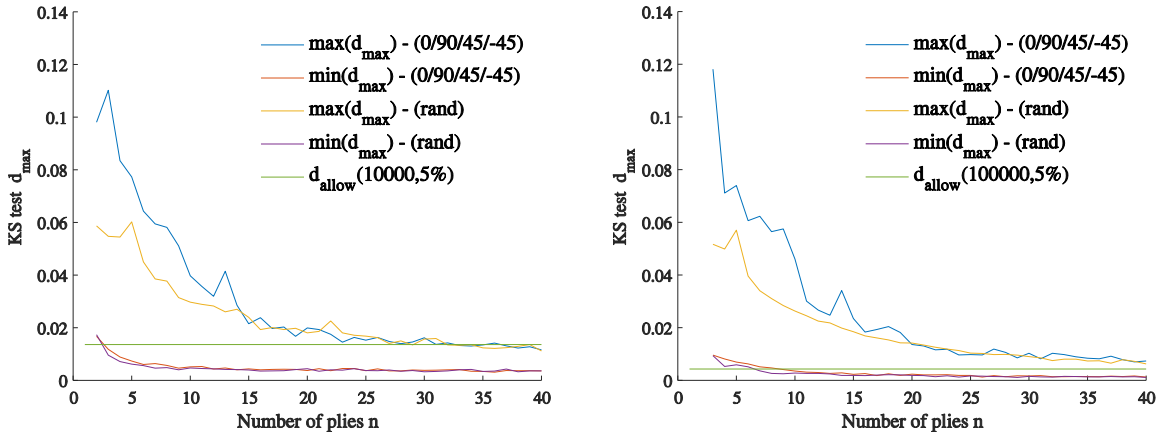 0.14
0.12
0.1
0.08
0.06
0.04
0.02
0
KS test d_max
0 5 10 15 20 25 30 35 40
Number of plies n
max(d_max) - (0/90/45/-45)
min(d_max) - (0/90/45/-45)
max(d_max) - (rand)
min(d_max) - (rand)
d_allow(10000,5%)
0.14
0.12
0.1
0.08
0.06
0.04
0.02
0
KS test d_max
0 5 10 15 20 25 30 35 40
Number of plies n
max(d_max) - (0/90/45/-45)
min(d_max) - (0/90/45/-45)
max(d_max) - (rand)
min(d_max) - (rand)
d_allow(100000,5%)